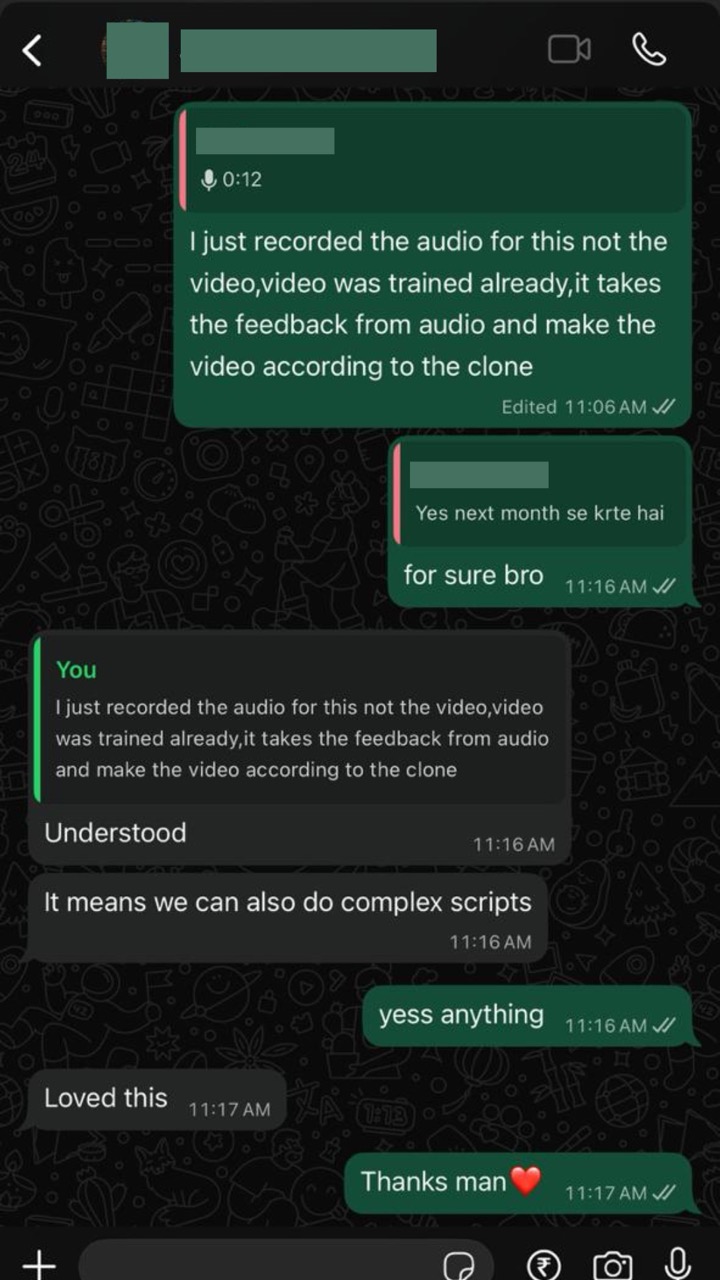 0:12
I just recorded the audio for this not the
video,video was trained already,it takes
the feedback from audio and make the
video according to the clone
Edited 11:06 AM
Yes next month se krte hai
for sure bro 11:16 AM
You
I just recorded the audio for this not the video,video
was trained already,it takes the feedback from audio
and make the video according to the clone
Understood
11:16 AM
It means we can also do complex scripts
11:16 AM
yess anything 11:16 AM
Loved this 11:17 AM
Thanks man❤️ 11:17 AM